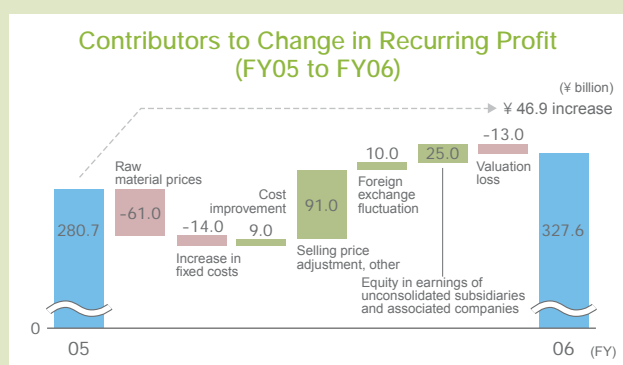 Contributors to Change in Recurring Profit
(FY05 to FY06)
(¥ billion)
¥ 46.9 increase
280.7
Raw
material prices
-61.0
-14.0
Increase in
fixed costs
Cost
improvement
9.0
91.0
Selling price
adjustment, other
10.0
Foreign
exchange
fluctuation
25.0
Equity in earnings of
unconsolidated subsidiaries
and associated companies
-13.0
Valuation
loss
327.6
0
05
06 (FY)